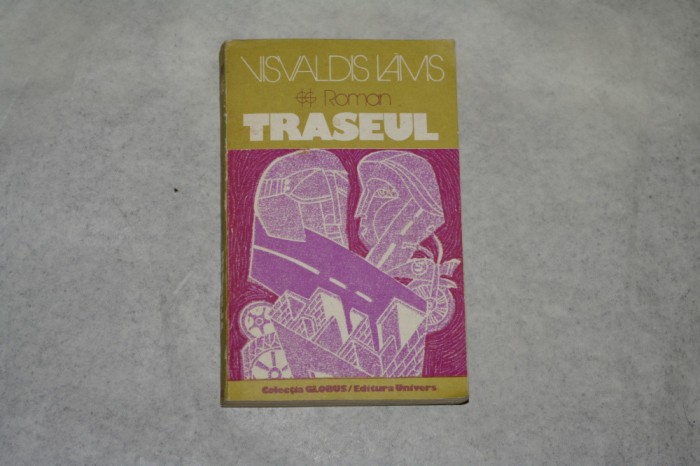 VISVALDIS LĀMS
Roman
TRASEUL
Colecția GLOBUS/Editura Univers